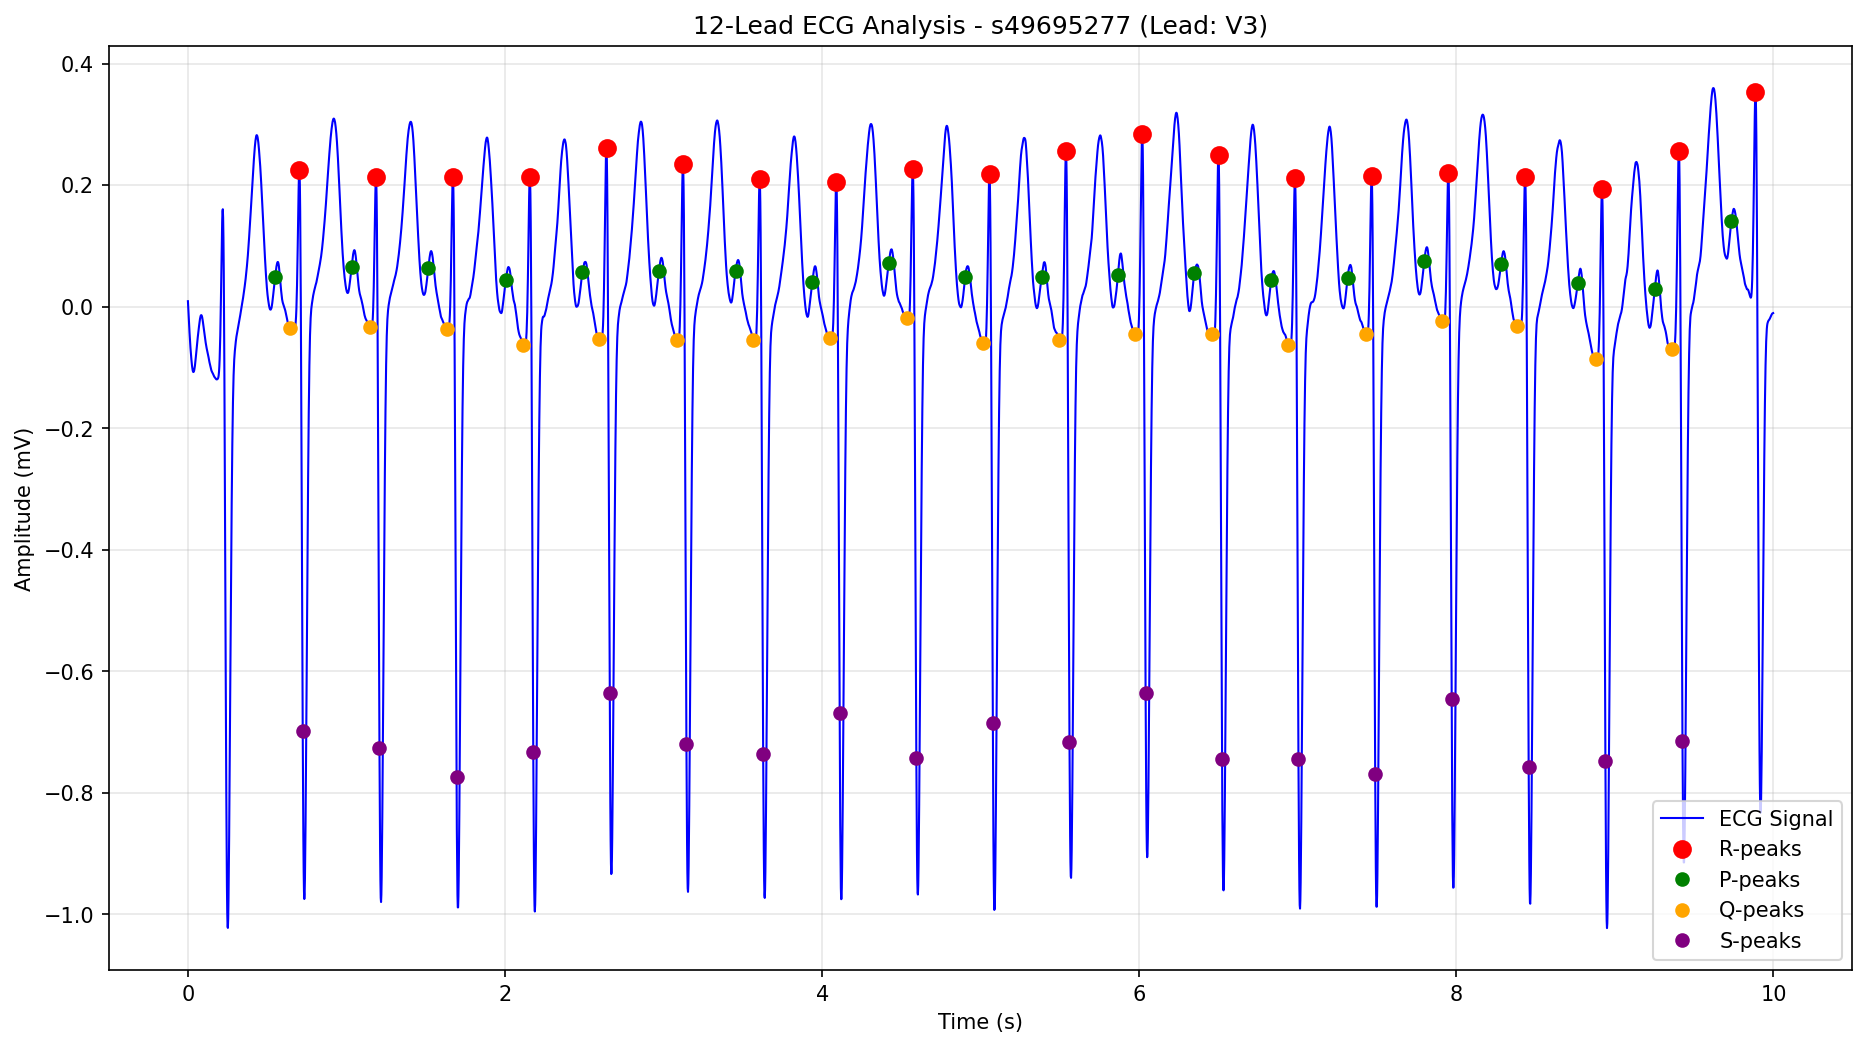 12-Lead ECG Analysis - s49695277 (Lead: V3)
0.4
0.2
0.0
−0.2
−0.4
−0.6
−0.8
−1.0
Amplitude (mV)
0 2 4 6 8 10
Time (s)
ECG Signal
R-peaks
P-peaks
Q-peaks
S-peaks